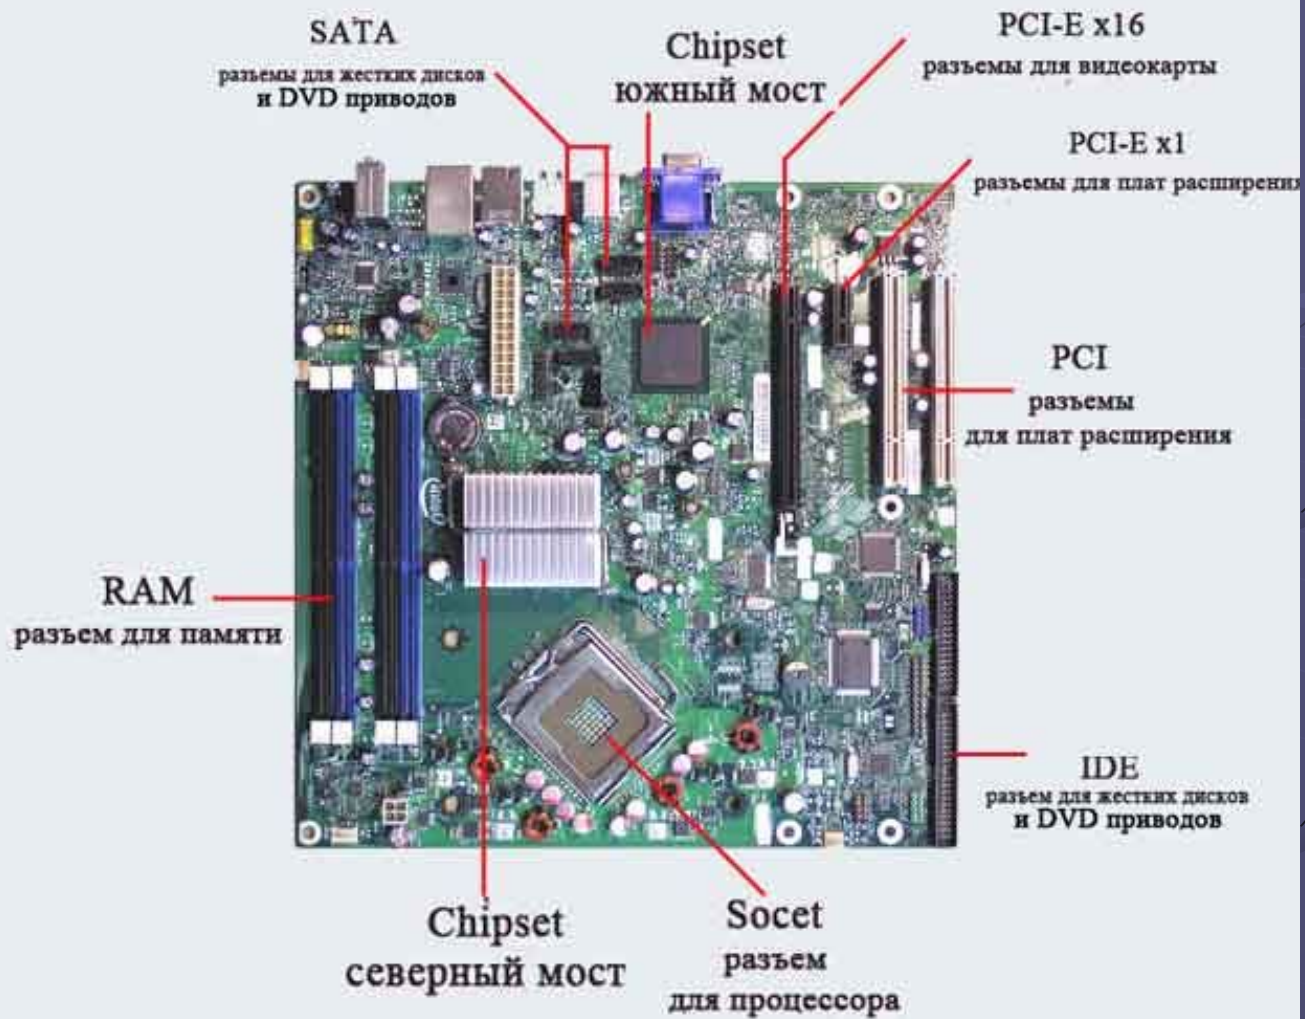 SATA
разъемы для жестких дисков
и DVD приводов
Chipset
южный мост
PCI-E x16
разъемы для видеокарты
PCI-E x1
разъемы для плат расширения
PCI
разъемы
для плат расширения
RAM
разъем для памяти
IDE
разъем для жестких дисков
и DVD приводов
Chipset
северный мост
Socet
разъем
для процессора